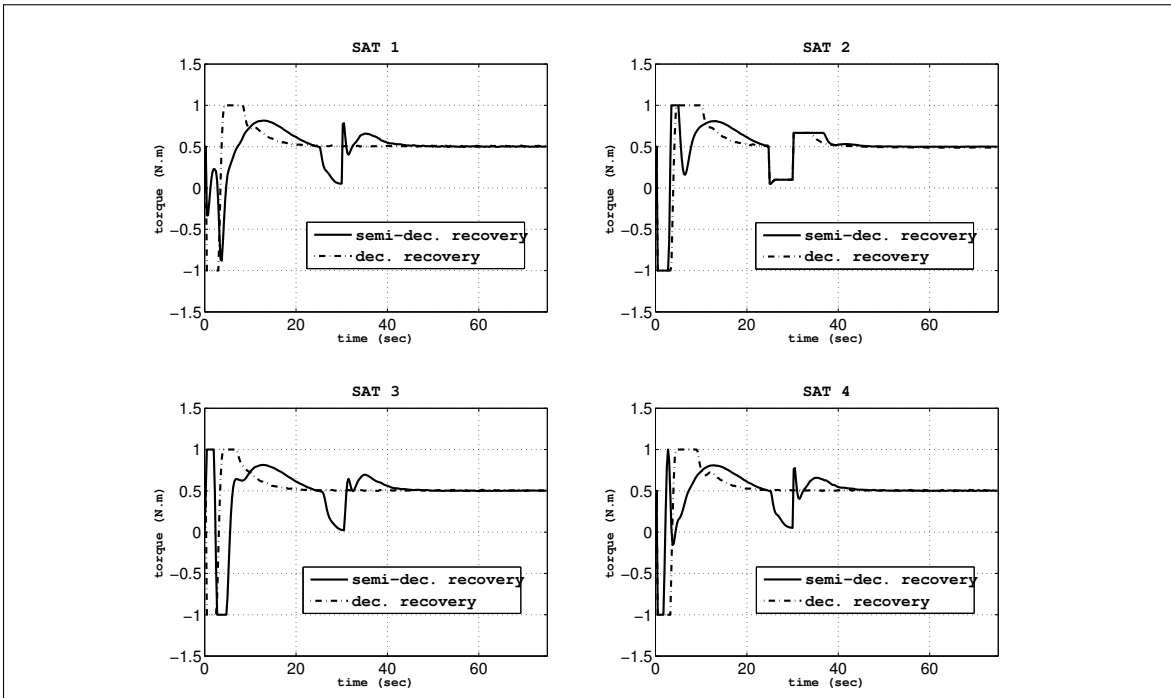 SAT 1
1.5
1
0.5
0
−0.5
−1
−1.5
torque (N.m)
semi−dec. recovery
dec. recovery
0 20 40 60
time (sec)
SAT 2
1.5
1
0.5
0
−0.5
−1
−1.5
torque (N.m)
semi−dec. recovery
dec. recovery
0 20 40 60
time (sec)
SAT 3
1.5
1
0.5
0
−0.5
−1
−1.5
torque (N.m)
semi−dec. recovery
dec. recovery
0 20 40 60
time (sec)
SAT 4
1.5
1
0.5
0
−0.5
−1
−1.5
torque (N.m)
semi−dec. recovery
dec. recovery
0 20 40 60
time (sec)